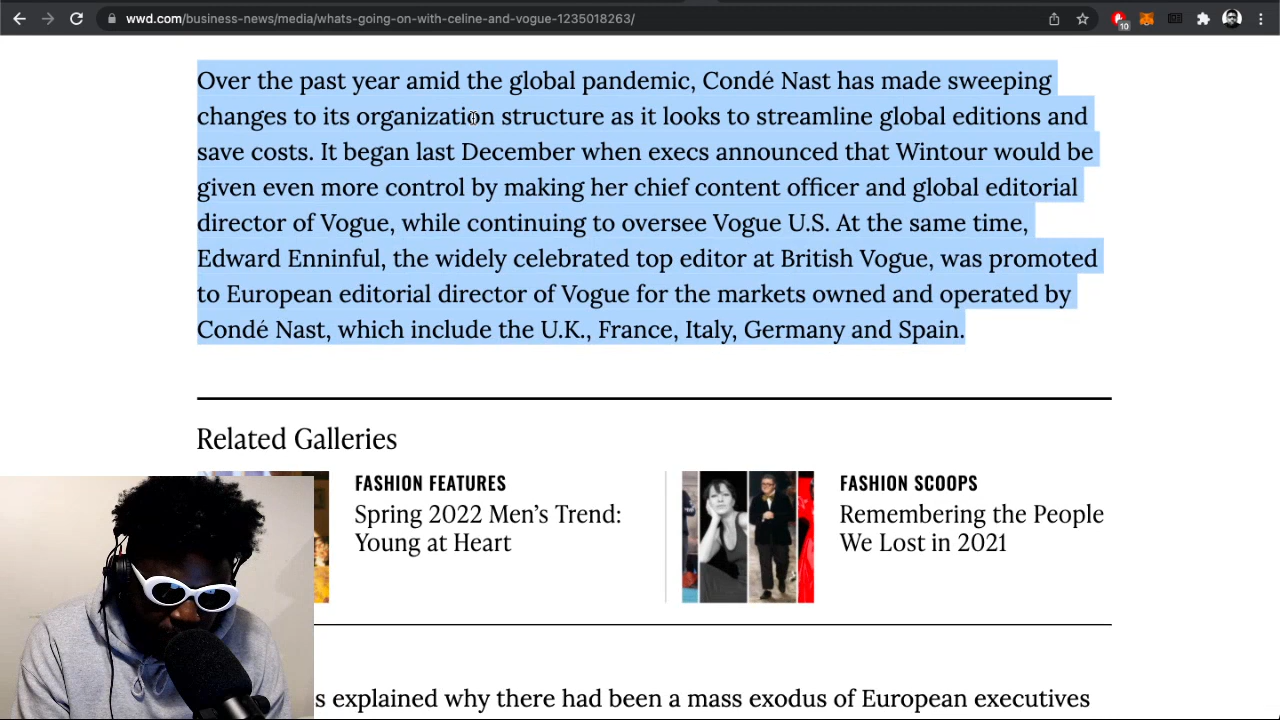 wwd.com/business-news/media/whats-going-on-with-celine-and-vogue-1235018263/
10
Over the past year amid the global pandemic, Condé Nast has made sweeping
changes to its organization structure as it looks to streamline global editions and
save costs. It began last December when execs announced that Wintour would be
given even more control by making her chief content officer and global editorial
director of Vogue, while continuing to oversee Vogue U.S. At the same time,
Edward Enninful, the widely celebrated top editor at British Vogue, was promoted
to European editorial director of Vogue for the markets owned and operated by
Condé Nast, which include the U.K., France, Italy, Germany and Spain.
Related Galleries
FASHION FEATURES
Spring 2022 Men’s Trend:
Young at Heart
FASHION SCOOPS
Remembering the People
We Lost in 2021
s explained why there had been a mass exodus of European executives